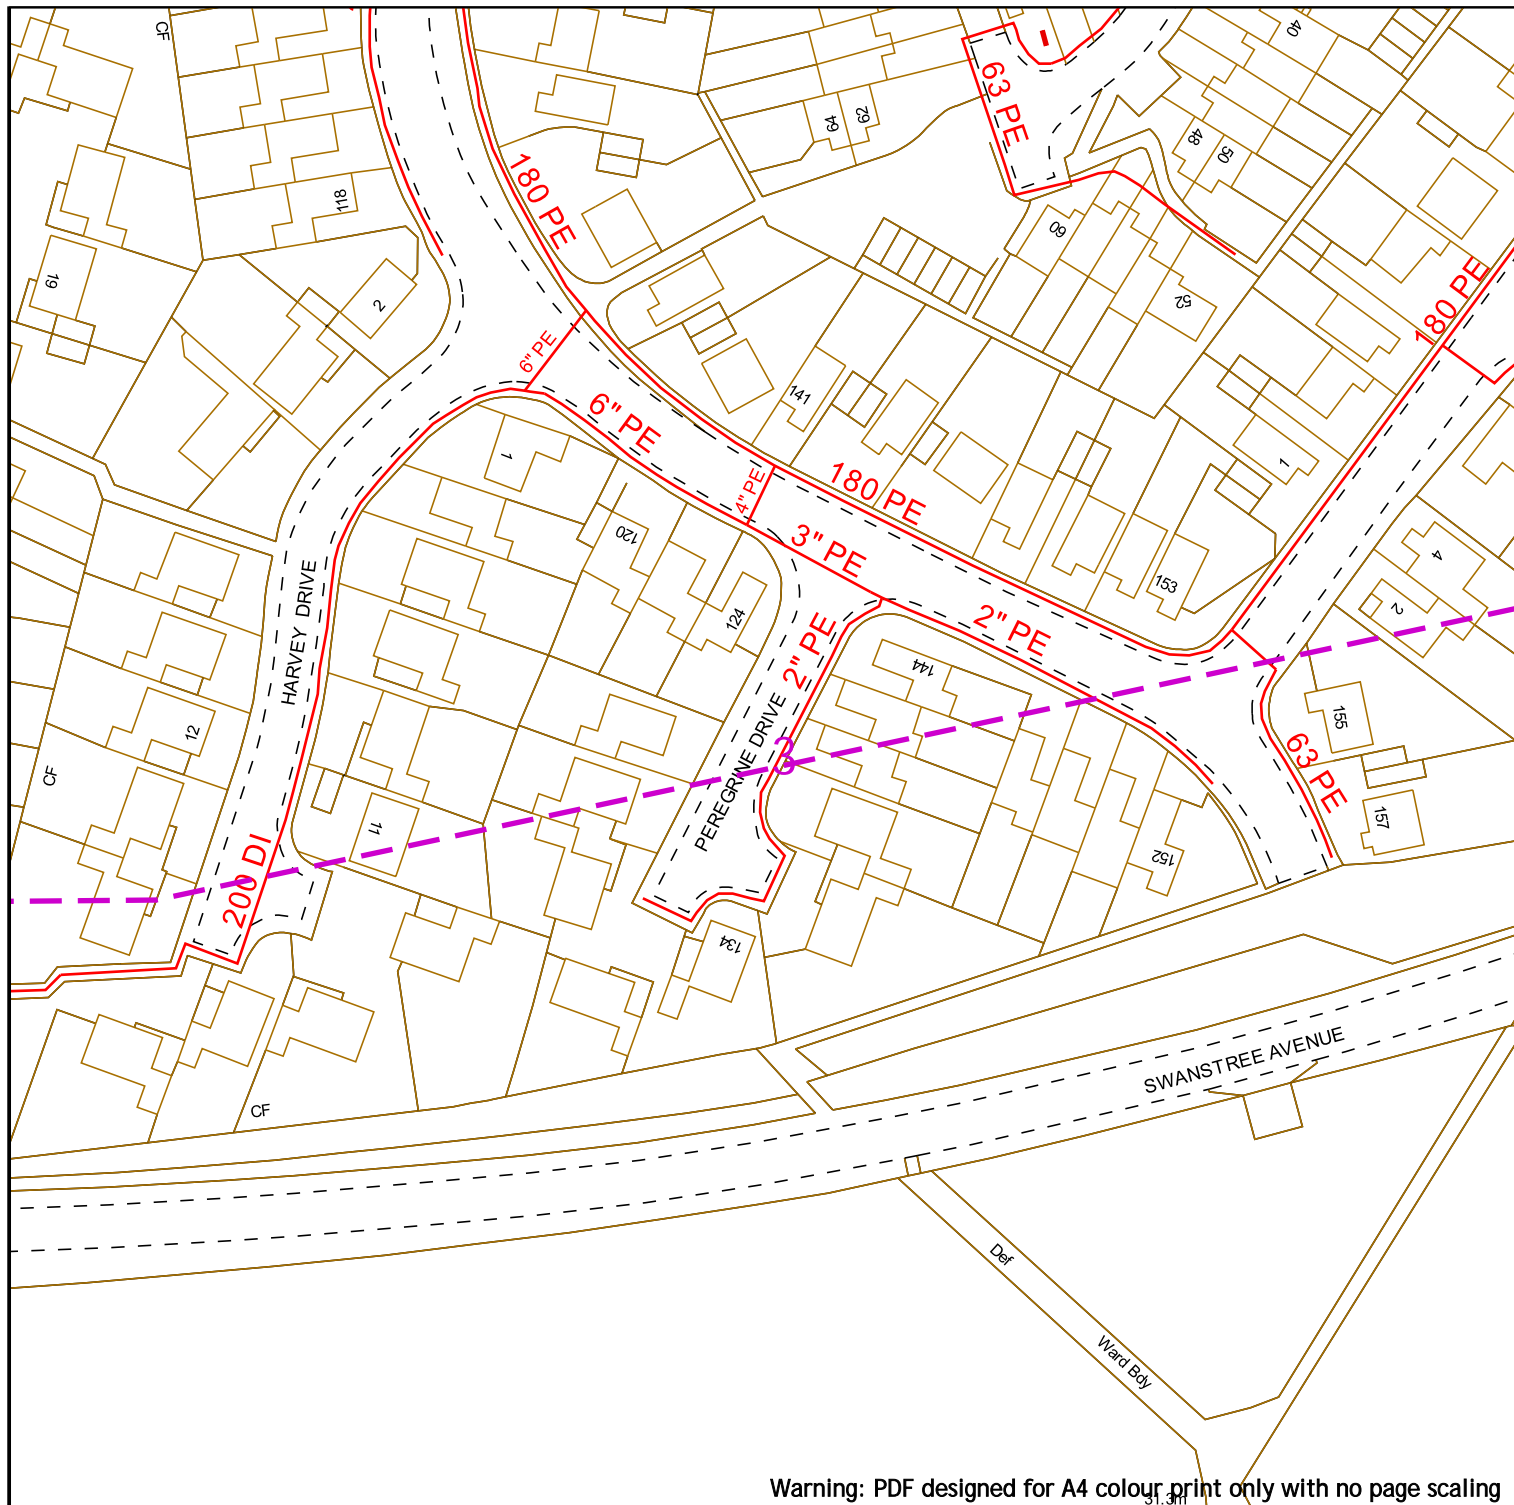 CF
40
63 PE
64
62
48
50
118
180 PE
60
19
2
52
180 PE
6" PE
6" PE
141
1
1
4" PE
180 PE
120
3" PE
4
153
HARVEY DRIVE
124
2" PE
2" PE
2
144
12
PEREGRINE DRIVE
155
3
63 PE
CF
11
157
152
200 DI
134
SWANSTREE AVENUE
CF
Def
Ward Bdy
Warning: PDF designed for A4 colour print only with no page scaling
31.3m